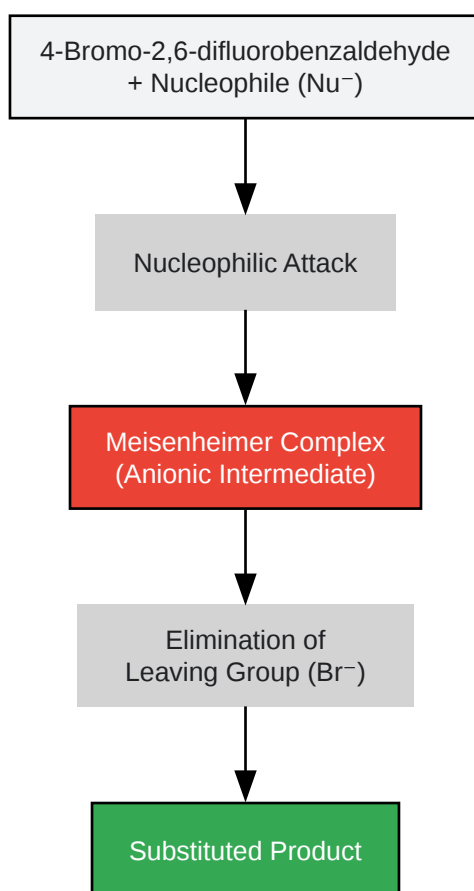 4-Bromo-2,6-difluorobenzaldehyde
+ Nucleophile (Nu⁻)
Nucleophilic Attack
Meisenheimer Complex
(Anionic Intermediate)
Elimination of
Leaving Group (Br⁻)
Substituted Product